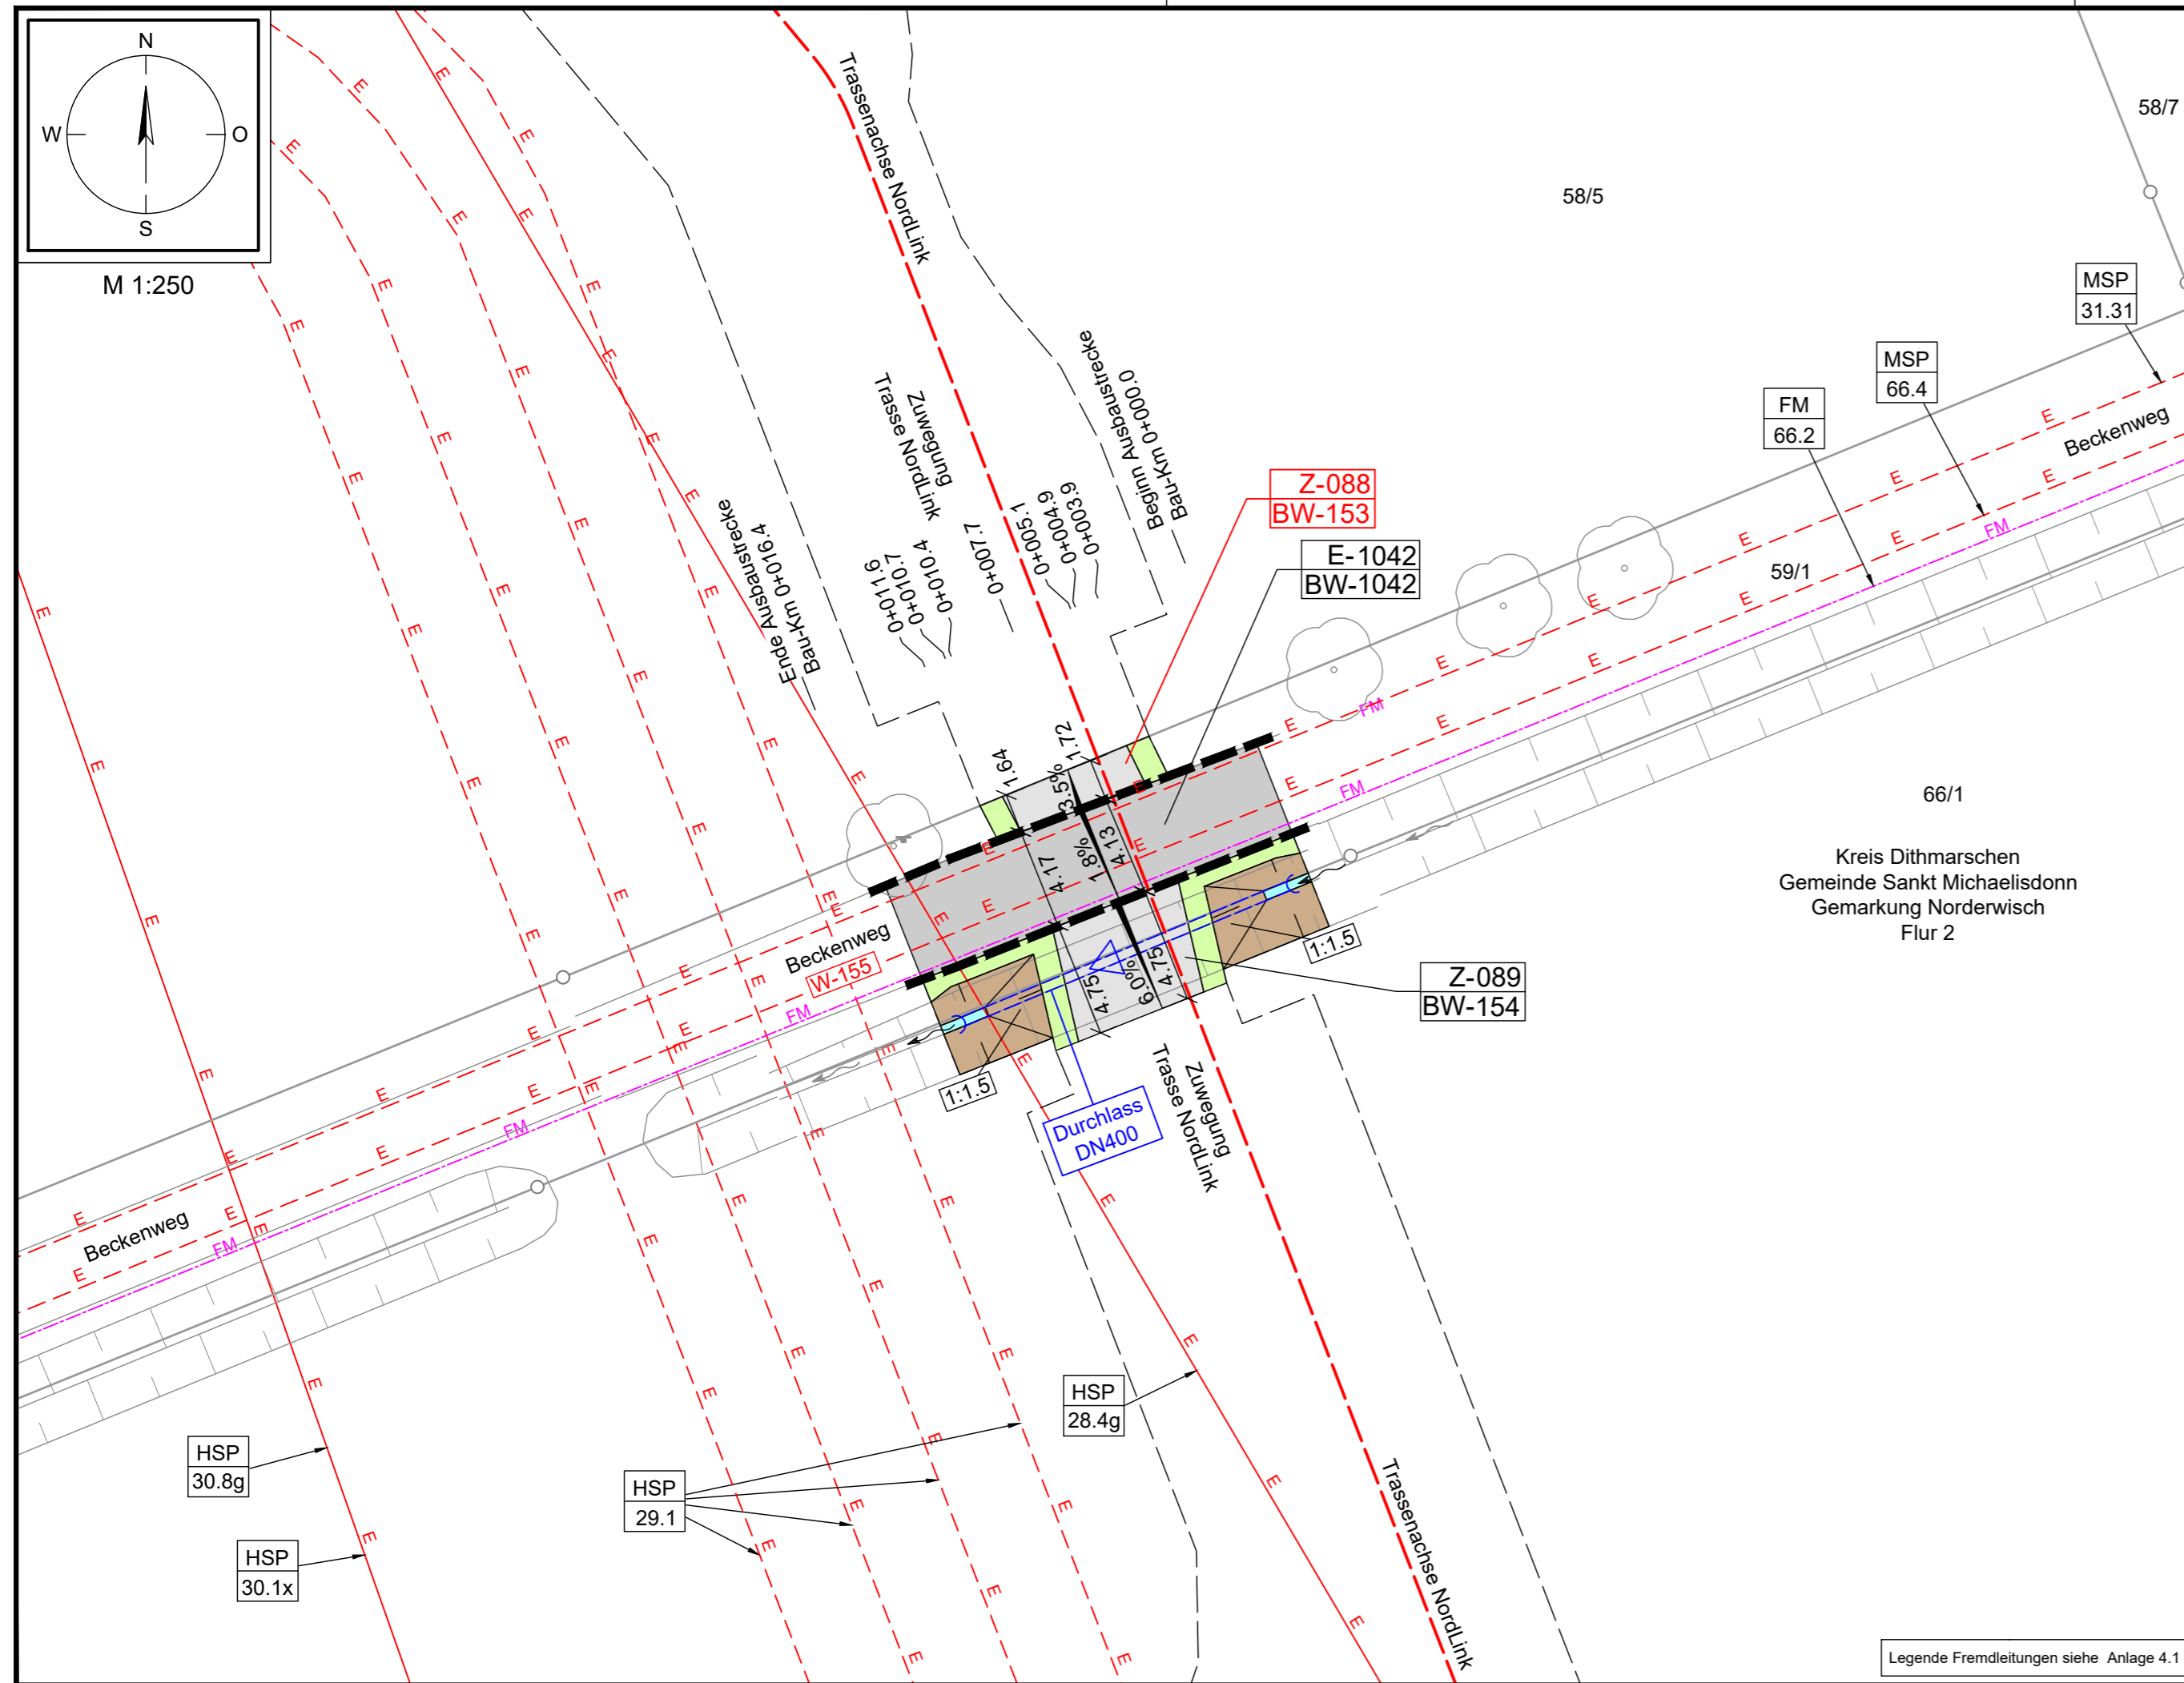 N
W
O
S
M 1:250
Trassenachse NordLink
58/7
58/5
MSP
31.31
MSP
66.4
FM
66.2
Beckenweg
Beginn Ausbaustrecke
Bau-Km 0+000.0
Zuwegung
Trasse NordLink
Ende Ausbaustrecke
Bau-Km 0+016.4
0+011.6
0+010.7
0+010.4
0+007.7
0+005.1
0+004.9
0+003.9
Z-088
BW-153
E-1042
BW-1042
59/1
FM
FM
FM
66/1
Kreis Dithmarschen
Gemeinde Sankt Michaelisdonn
Gemarkung Norderwisch
Flur 2
1.64
3.5%
1.72
4.17
1.8%
4.13
4.75
6.0%
4.75
Beckenweg
W-155
FM
1:1.5
Z-089
BW-154
1:1.5
Durchlass
DN400
Zuwegung
Trasse NordLink
FM
Beckenweg
FM
HSP
28.4g
HSP
30.8g
HSP
29.1
HSP
30.1x
Trassenachse NordLink
Legende Fremdleitungen siehe Anlage 4.1